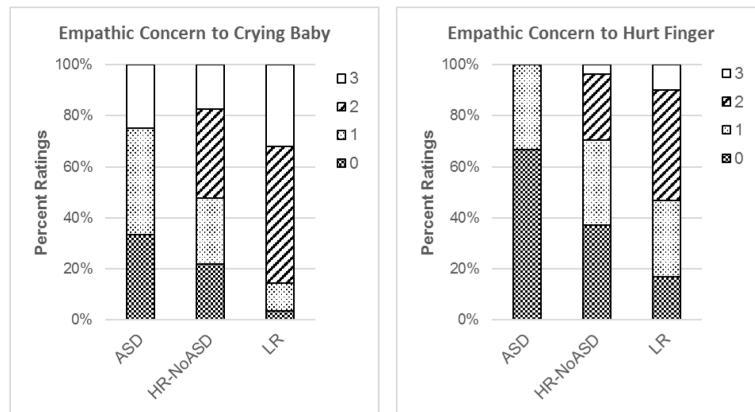 Empathic Concern to Crying Baby
100%
80%
60%
40%
20%
0%
Percent Ratings
ASD
HR-NoASD
LR
3
2
1
0
Empathic Concern to Hurt Finger
100%
80%
60%
40%
20%
0%
Percent Ratings
ASD
HR-NoASD
LR
3
2
1
0